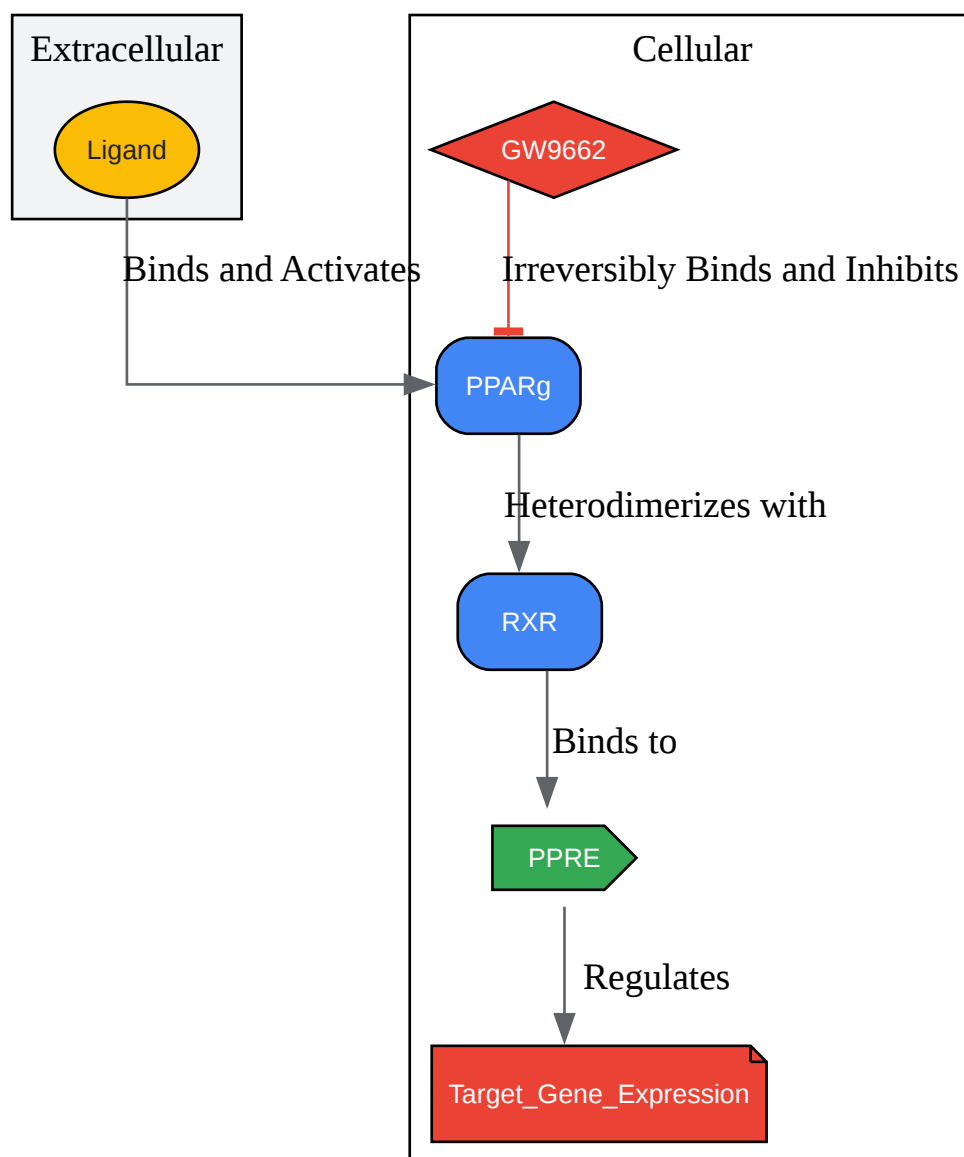 Extracellular
Cellular
Ligand
GW9662
Binds and Activates
Irreversibly Binds and Inhibits
PPARg
Heterodimerizes with
RXR
Binds to
PPRE
Regulates
Target_Gene_Expression